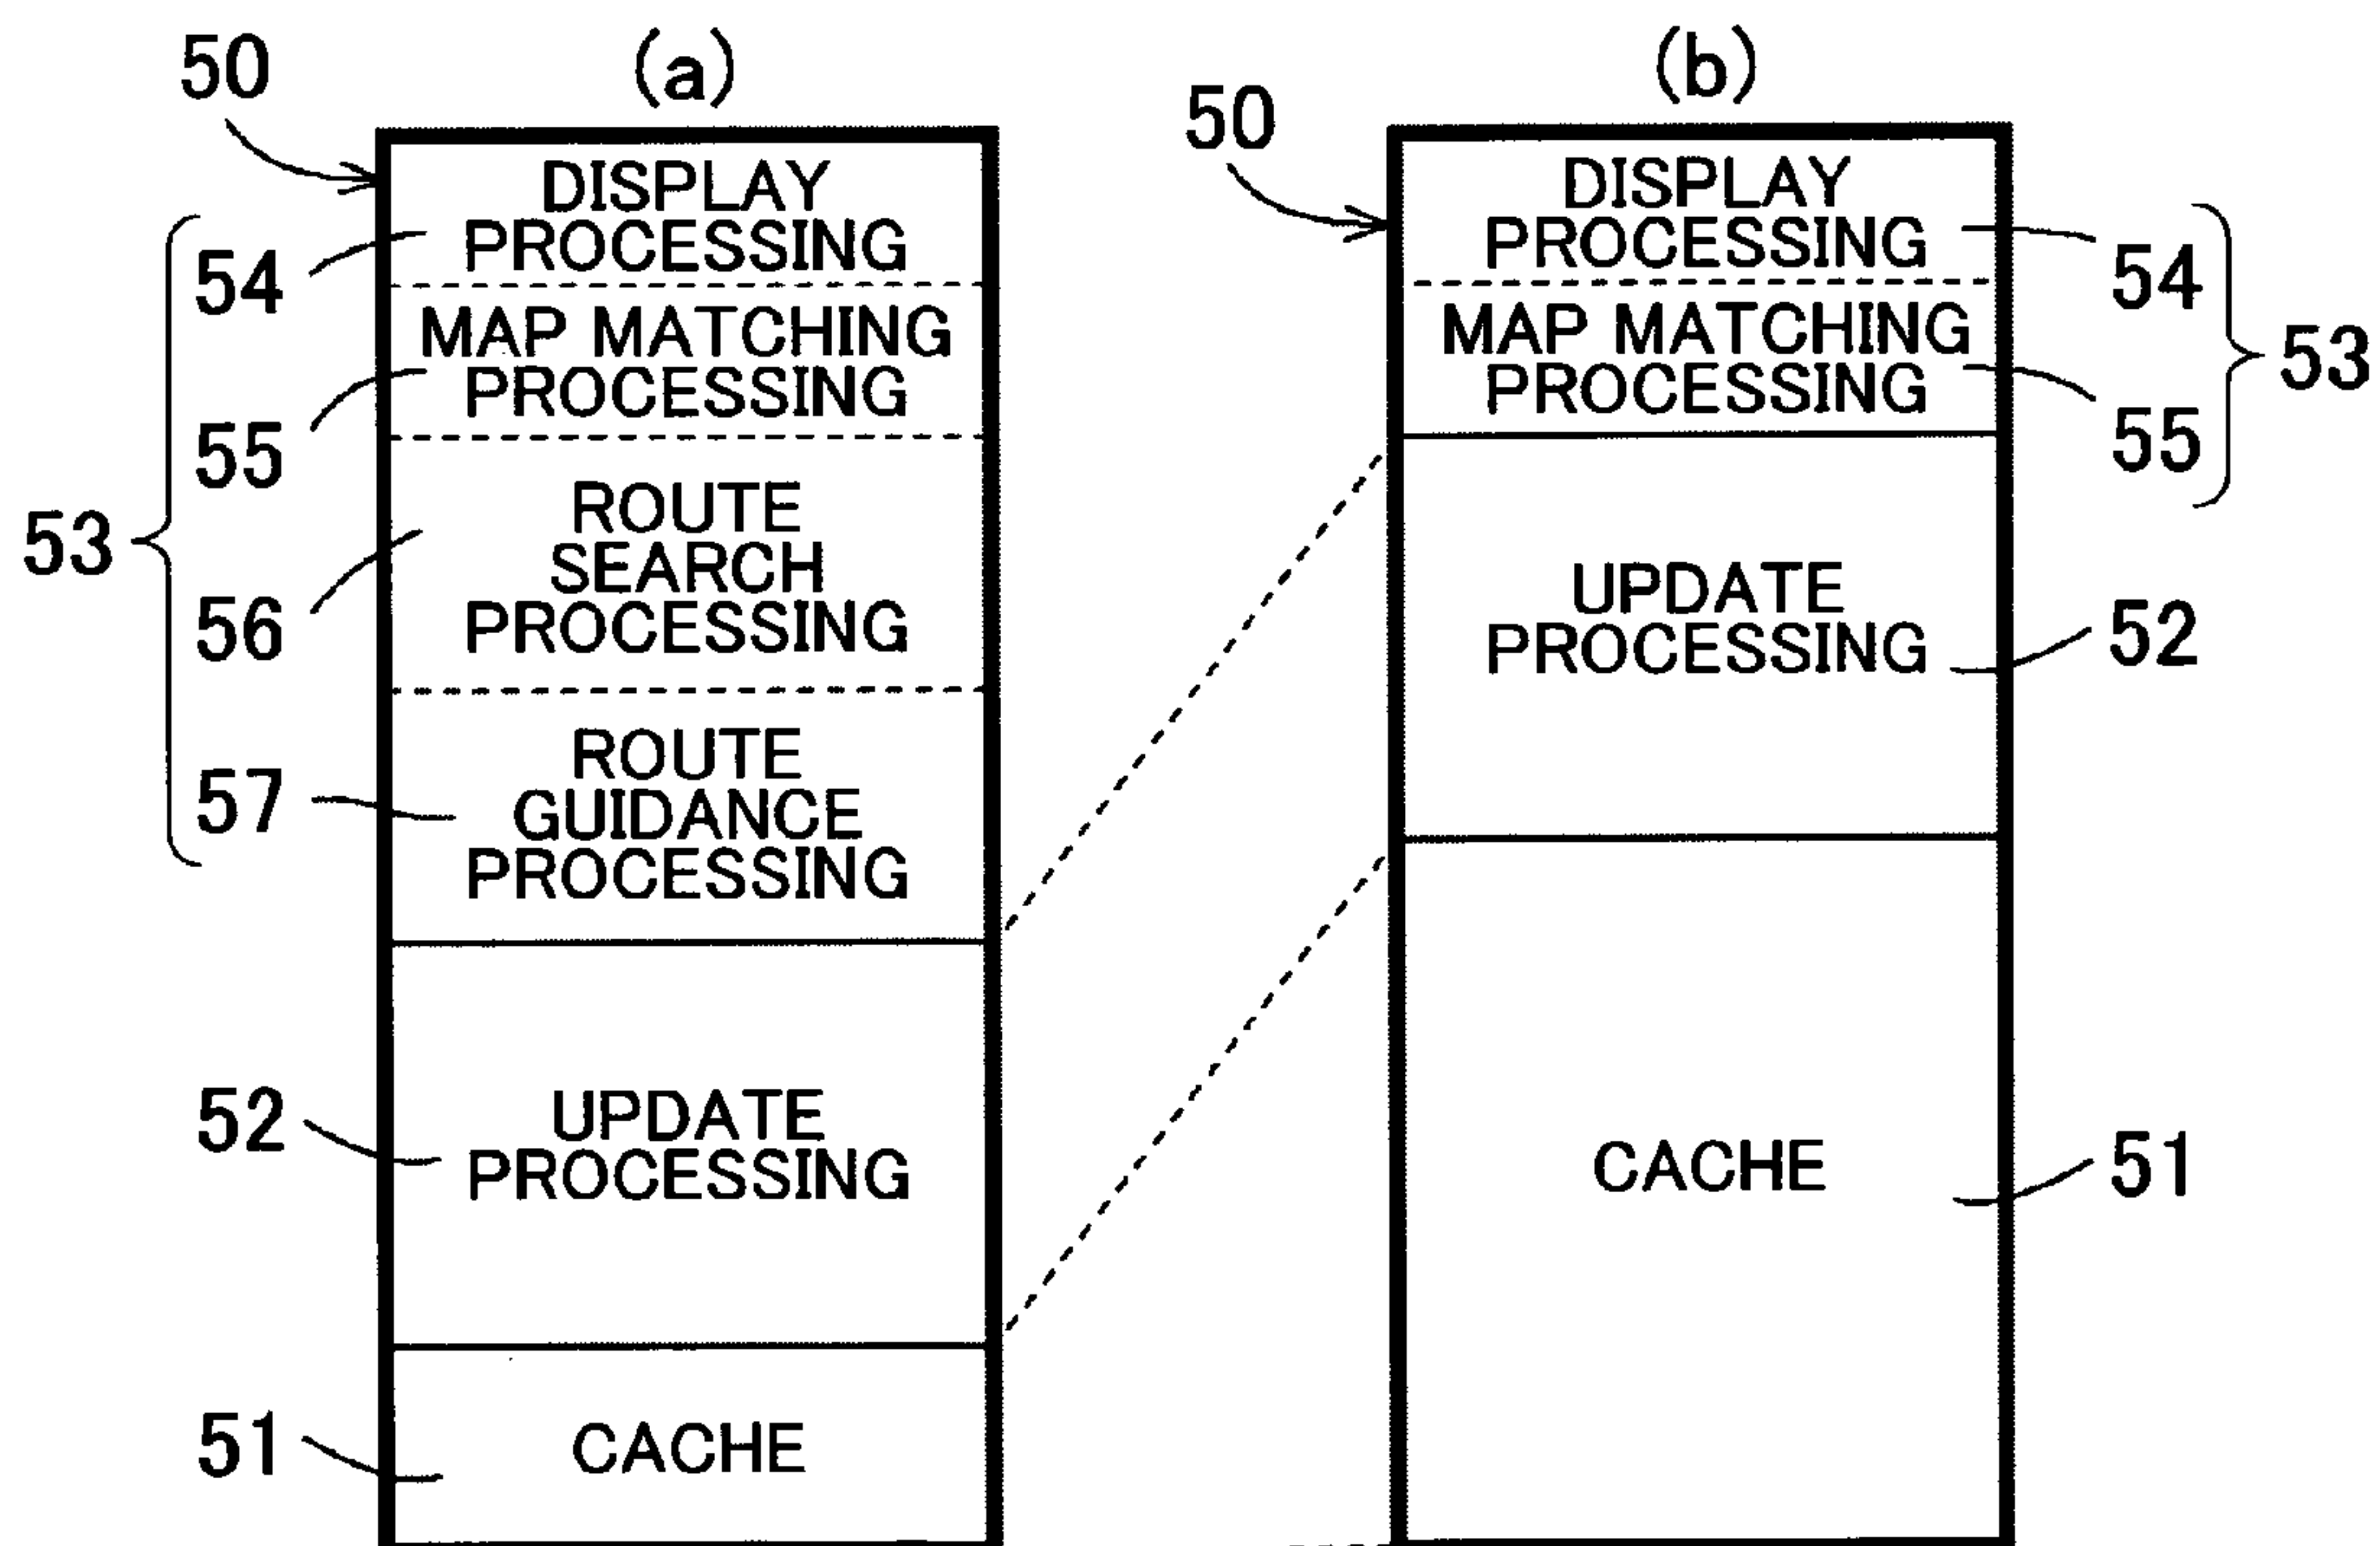 (a)
50
DISPLAY
PROCESSING
54
MAP MATCHING
PROCESSING
55
53
ROUTE
SEARCH
PROCESSING
56
ROUTE
GUIDANCE
PROCESSING
57
UPDATE
PROCESSING
52
CACHE
51
(b)
50
DISPLAY
PROCESSING
54
MAP MATCHING
PROCESSING
55
53
UPDATE
PROCESSING
52
CACHE
51